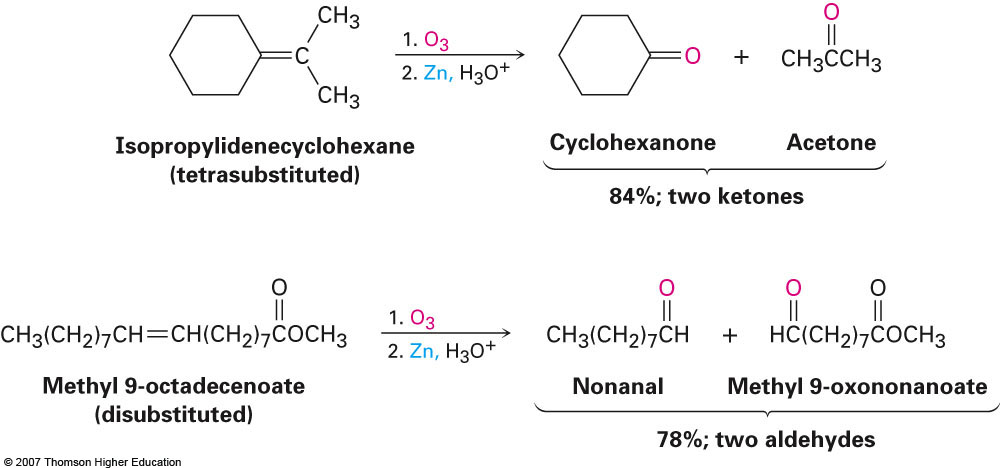 CH₃
C
CH₃
1. O₃
2. Zn, H₃O⁺
O
+
O
CH₃CCH₃
Isopropylidenecyclohexane
(tetrasubstituted)
Cyclohexanone
Acetone
84%; two ketones
O
CH₃(CH₂)₇CH=CH(CH₂)₇COCH₃
1. O₃
2. Zn, H₃O⁺
O
CH₃(CH₂)₇CH
+
O O
HC(CH₂)₇COCH₃
Methyl 9-octadecenoate
(disubstituted)
Nonanal
Methyl 9-oxononanoate
78%; two aldehydes
© 2007 Thomson Higher Education